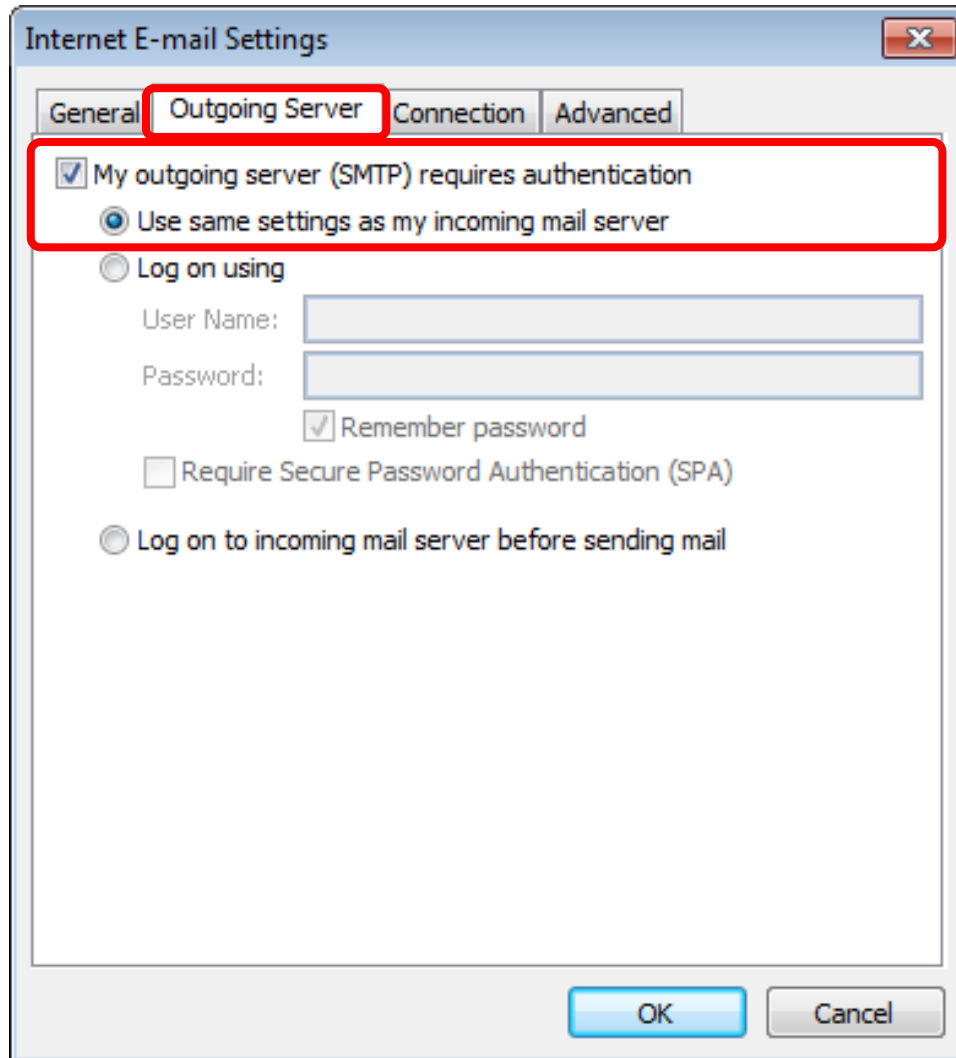 Internet E-mail Settings
General Outgoing Server Connection Advanced
My outgoing server (SMTP) requires authentication
Use same settings as my incoming mail server
Log on using
User Name:
Password:
Remember password
Require Secure Password Authentication (SPA)
Log on to incoming mail server before sending mail
OK Cancel